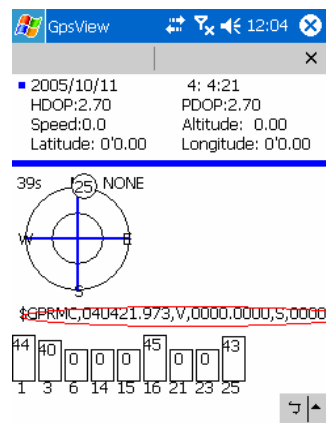 GpsView 12:04
2005/10/11 4: 4:21
HDOP:2.70 PDOP:2.70
Speed:0.0 Altitude: 0.00
Latitude: 0'0.00 Longitude: 0'0.00
39s 25 NONE
W E
S
$GPRMC,040421.973,V,0000.0000,S,0000
44 40 0 0 0 45 0 0 43
1 3 6 14 15 16 21 23 25